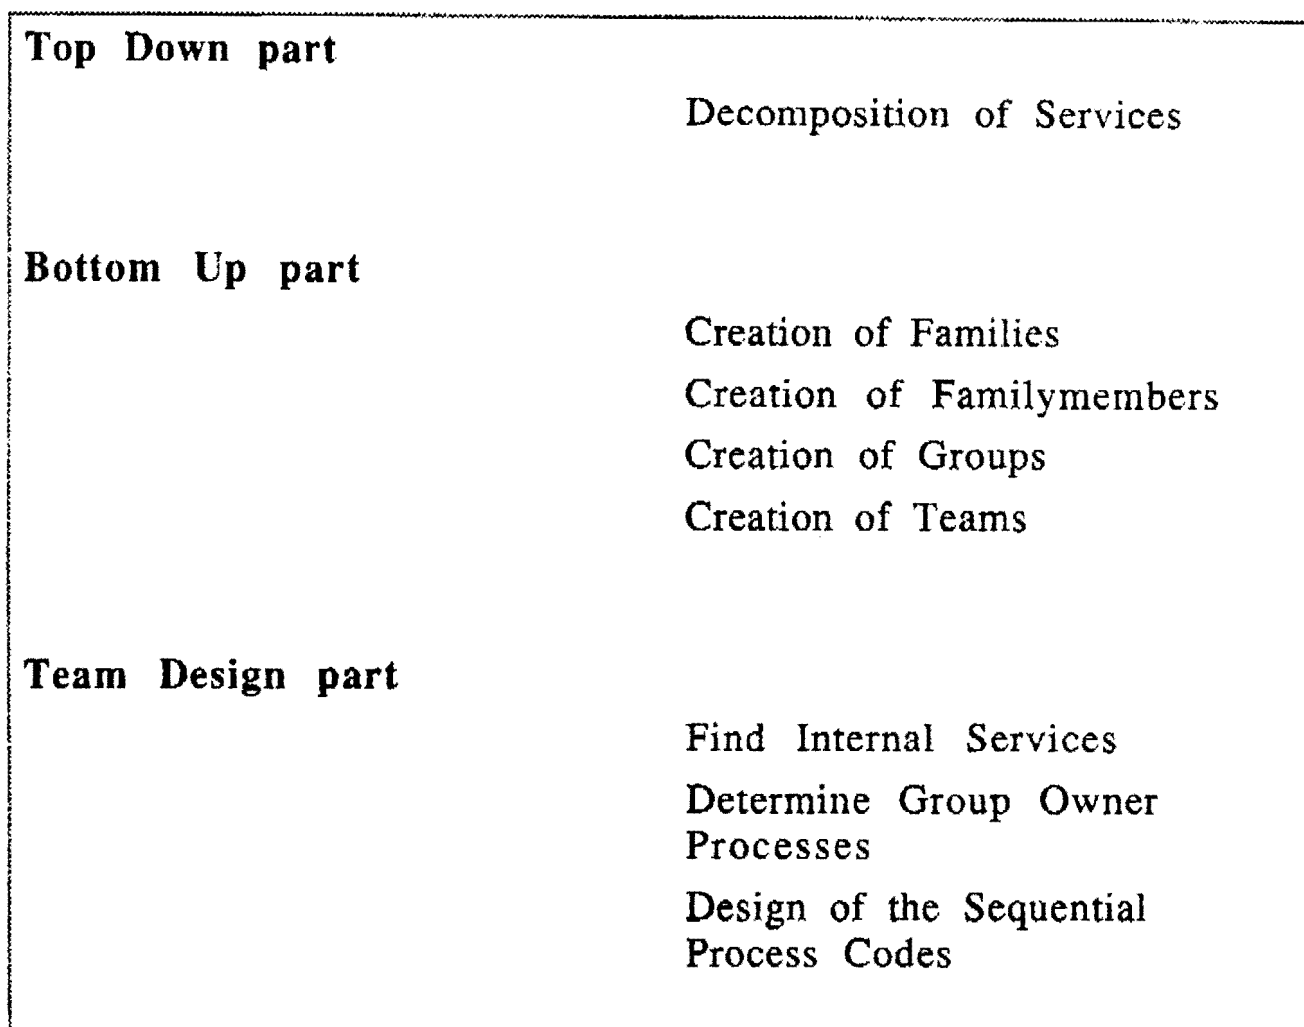 Top Down part
Decomposition of Services
Bottom Up part
Creation of Families
Creation of Familymembers
Creation of Groups
Creation of Teams
Team Design part
Find Internal Services
Determine Group Owner
Processes
Design of the Sequential
Process Codes